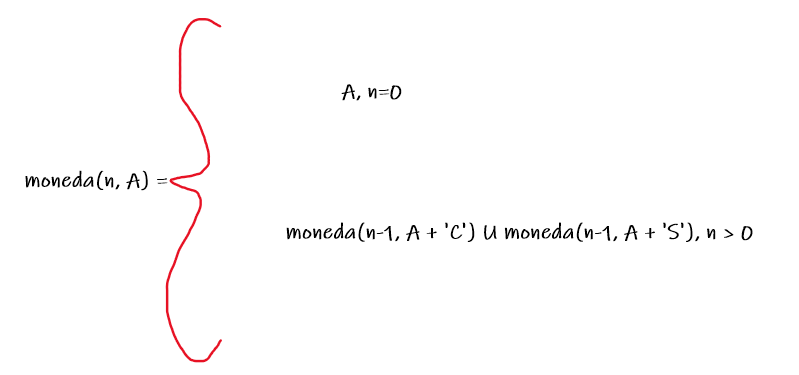 A, n=0
moneda(n, A) =
moneda(n-1, A + 'C') U moneda(n-1, A + 'S'), n > 0